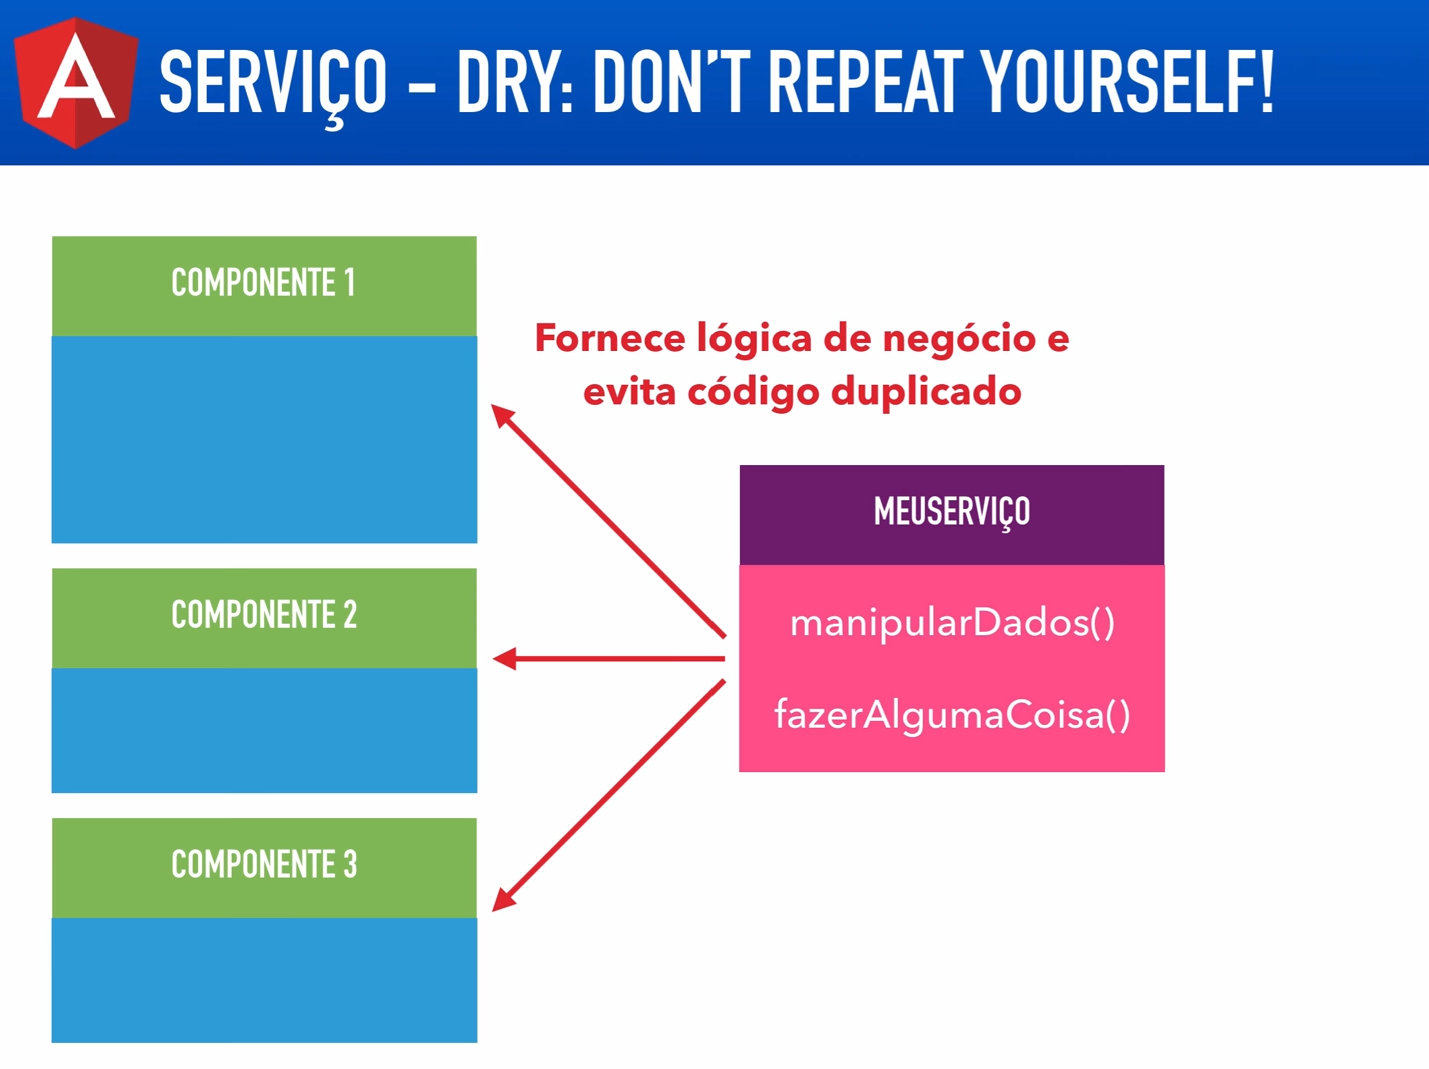 SERVIÇO - DRY: DON'T REPEAT YOURSELF!
COMPONENTE 1
Fornece lógica de negócio e
evita código duplicado
MEUSERVIÇO
manipularDados()
fazerAlgumaCoisa()
COMPONENTE 2
COMPONENTE 3